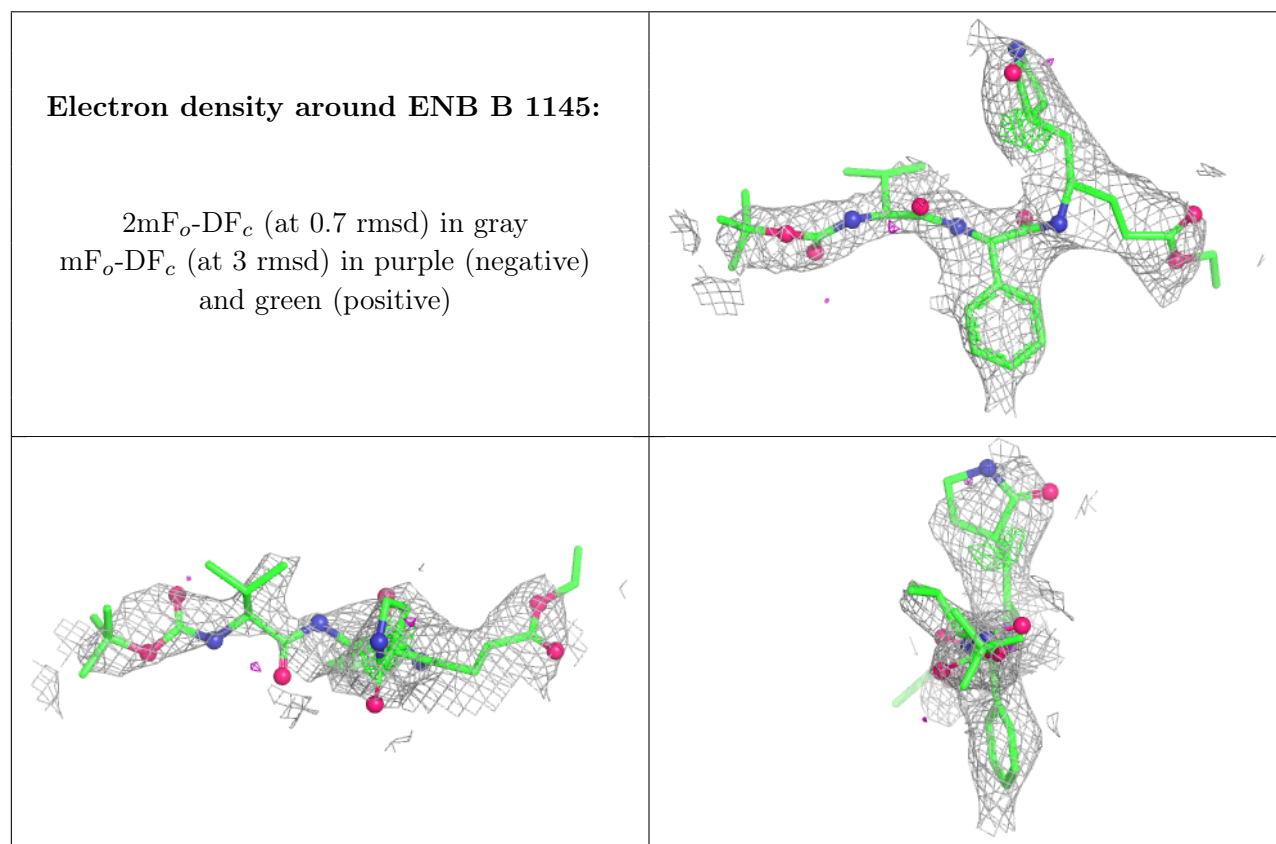 Electron density around ENB B 1145:
2mFo-DFc (at 0.7 rmsd) in gray
mFo-DFc (at 3 rmsd) in purple (negative)
and green (positive)